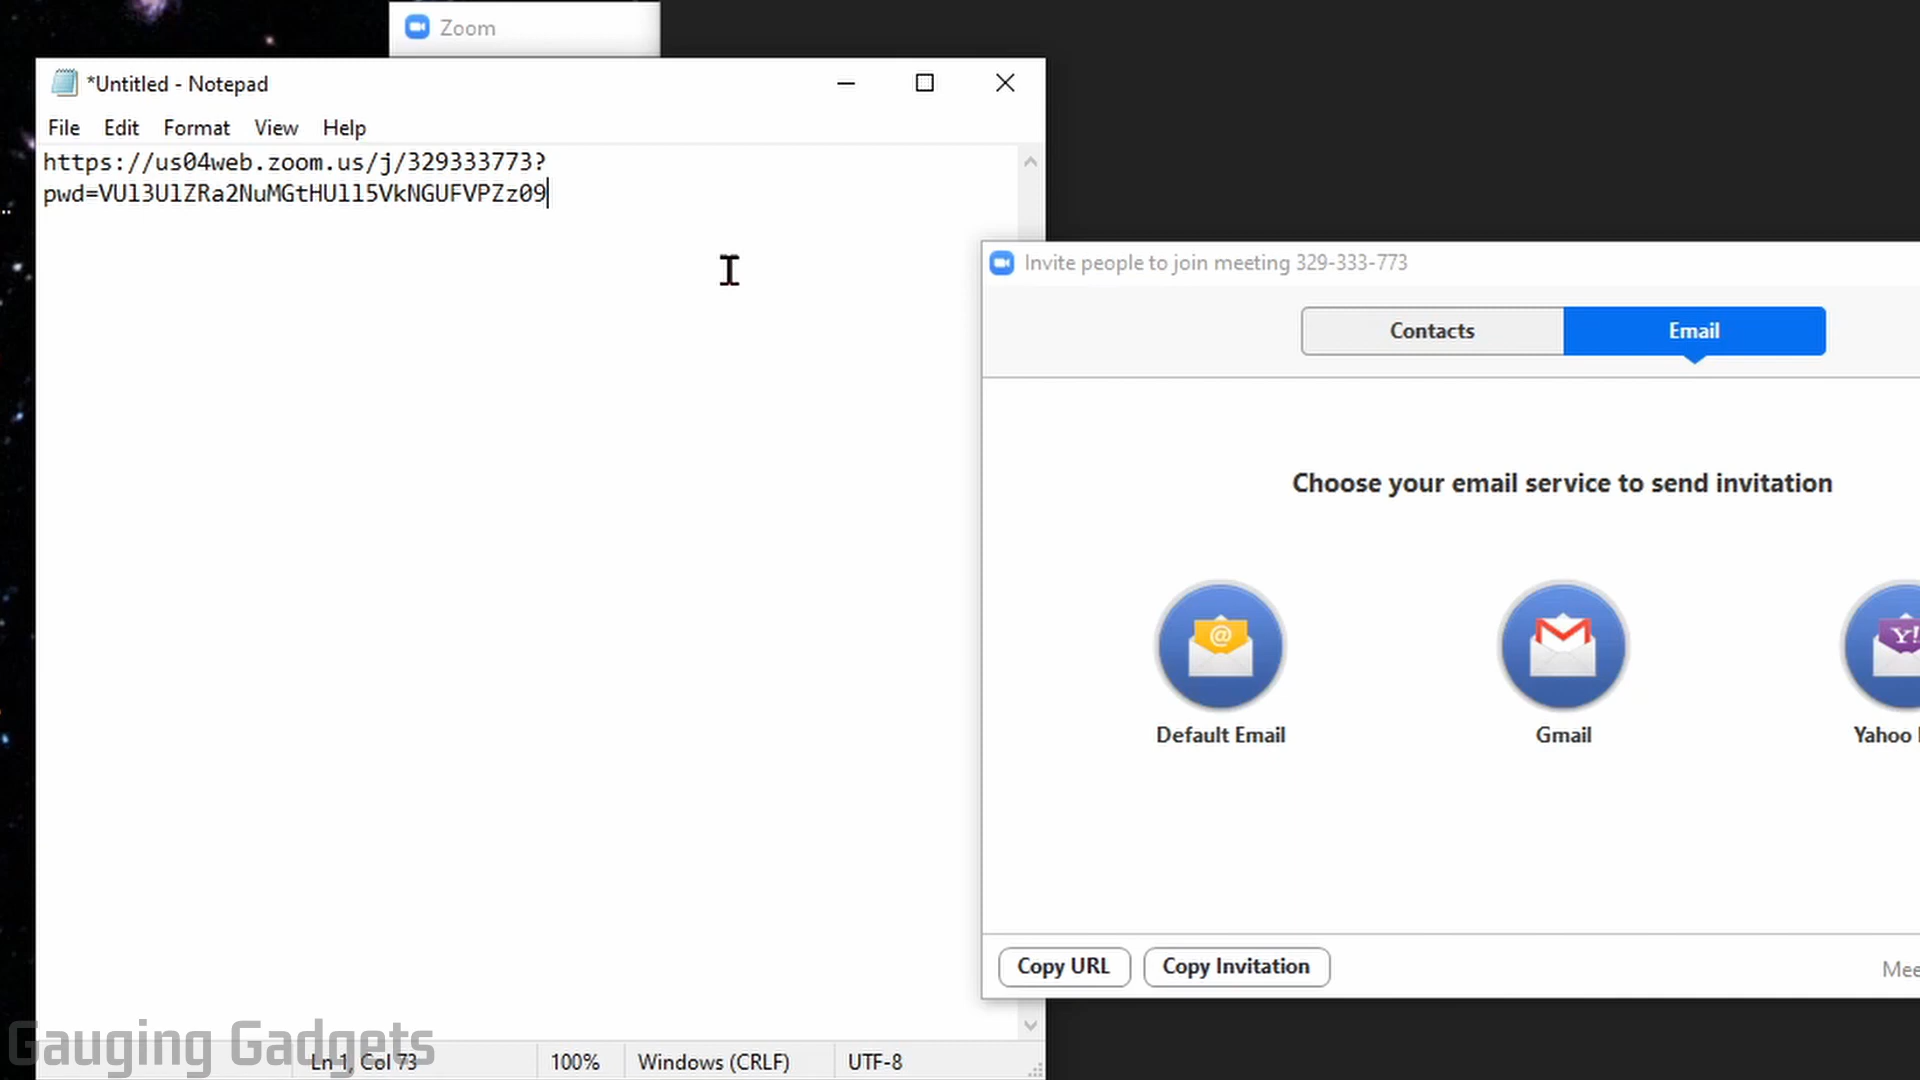 Zoom
*Untitled - Notepad
File Edit Format View Help
https://us04web.zoom.us/j/329333773?
pwd=VUl3UlZRa2NuMGtHUll5VkNGUFVPZz09
Invite people to join meeting 329-333-773
Contacts Email
Choose your email service to send invitation
Default Email Gmail Yahoo
Copy URL Copy Invitation Mee
Gauging Gadgets
Ln 1, Col 73 100% Windows (CRLF) UTF-8